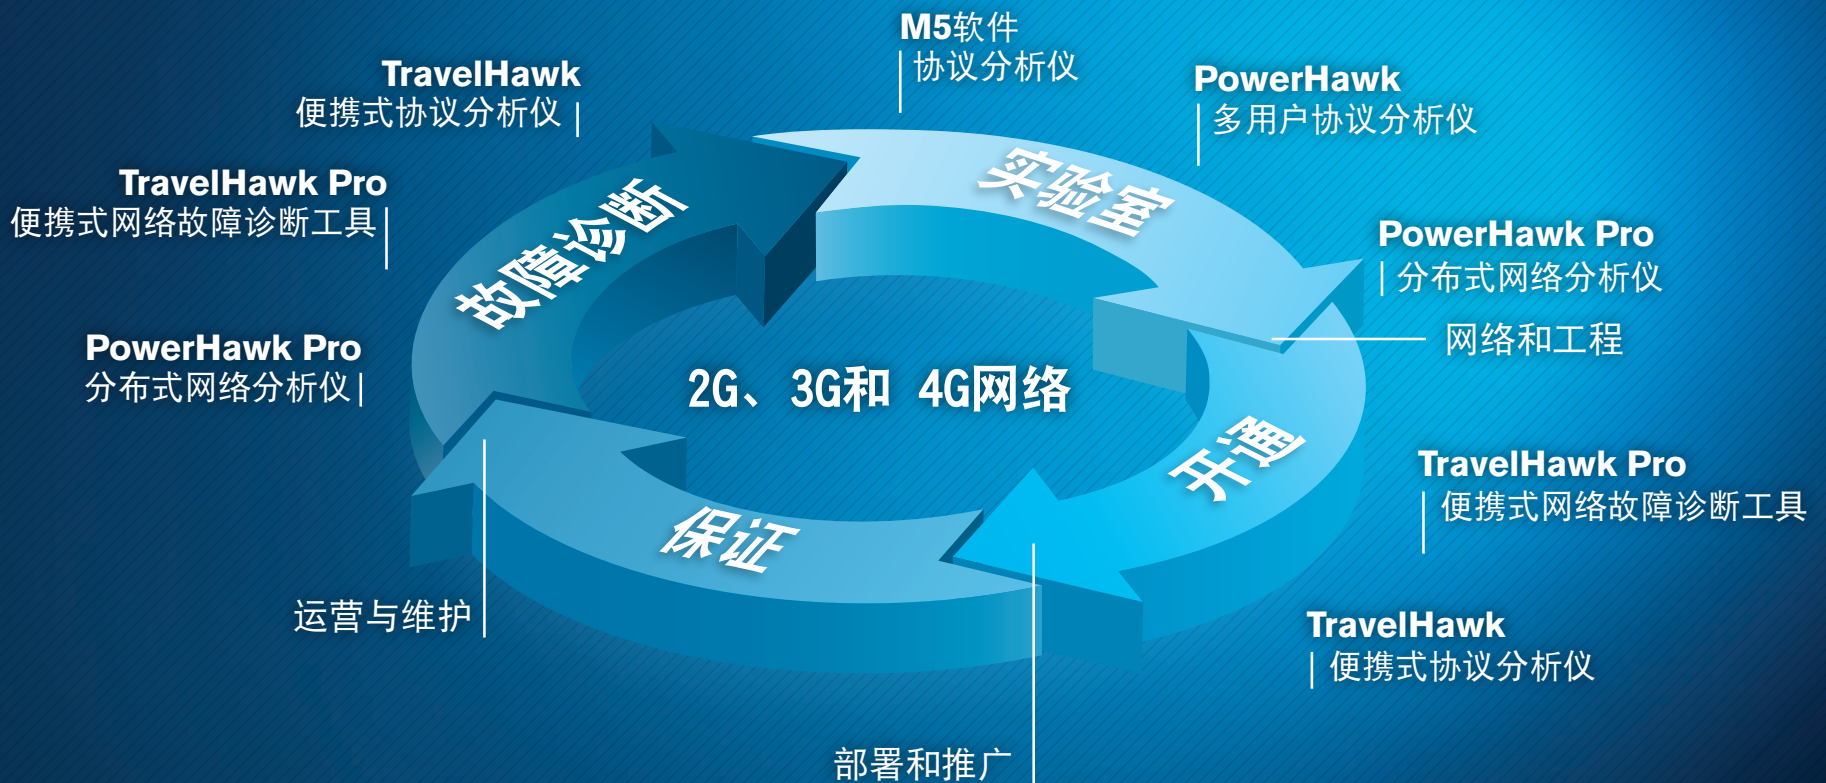 M5软件
协议分析仪
TravelHawk
便携式协议分析仪
PowerHawk
多用户协议分析仪
TravelHawk Pro
便携式网络故障诊断工具
实验室
故障诊断
PowerHawk Pro
分布式网络分析仪
网络和工程
PowerHawk Pro
分布式网络分析仪
2G、3G和 4G网络
开通
TravelHawk Pro
便携式网络故障诊断工具
保证
运营与维护
TravelHawk
便携式协议分析仪
部署和推广